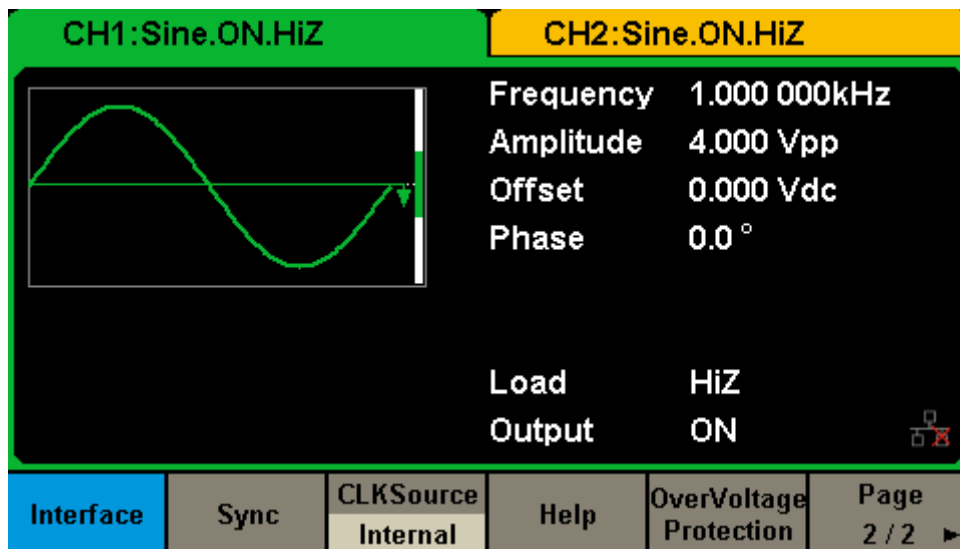 CH1:Sine.ON.HiZ
CH2:Sine.ON.HiZ
Frequency 1.000 000kHz
Amplitude 4.000 Vpp
Offset 0.000 Vdc
Phase 0.0 °
Load HiZ
Output ON
Interface
Sync
CLKSource
Internal
Help
OverVoltage
Protection
Page
2 / 2